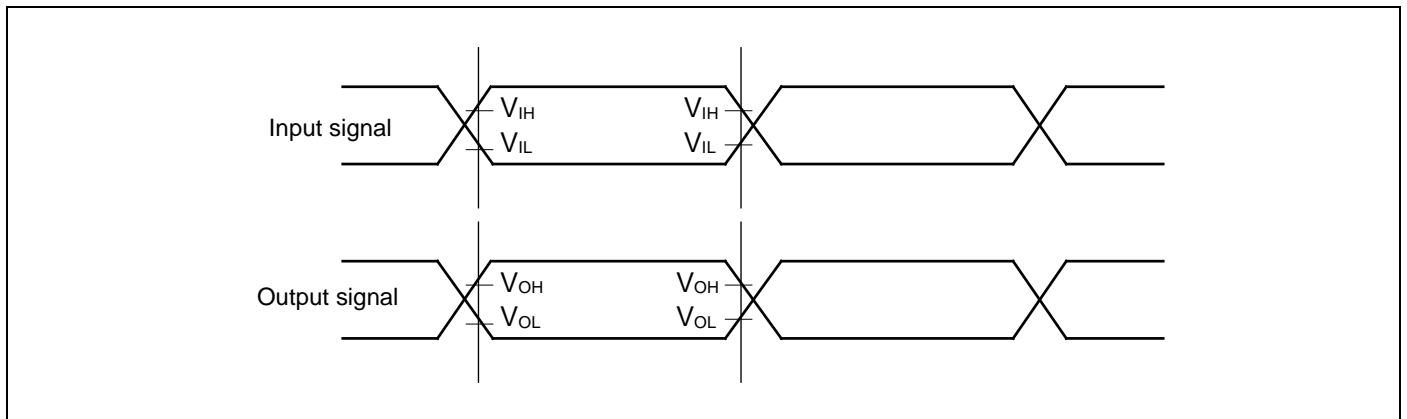 Input signal
VIH
VIH
VIL
VIL
Output signal
VOH
VOH
VOL
VOL